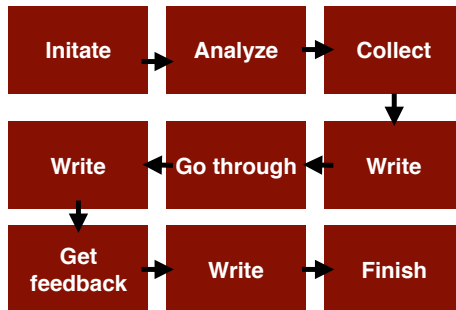 Initate
Analyze
Collect
Write
Go through
Write
Get
feedback
Write
Finish